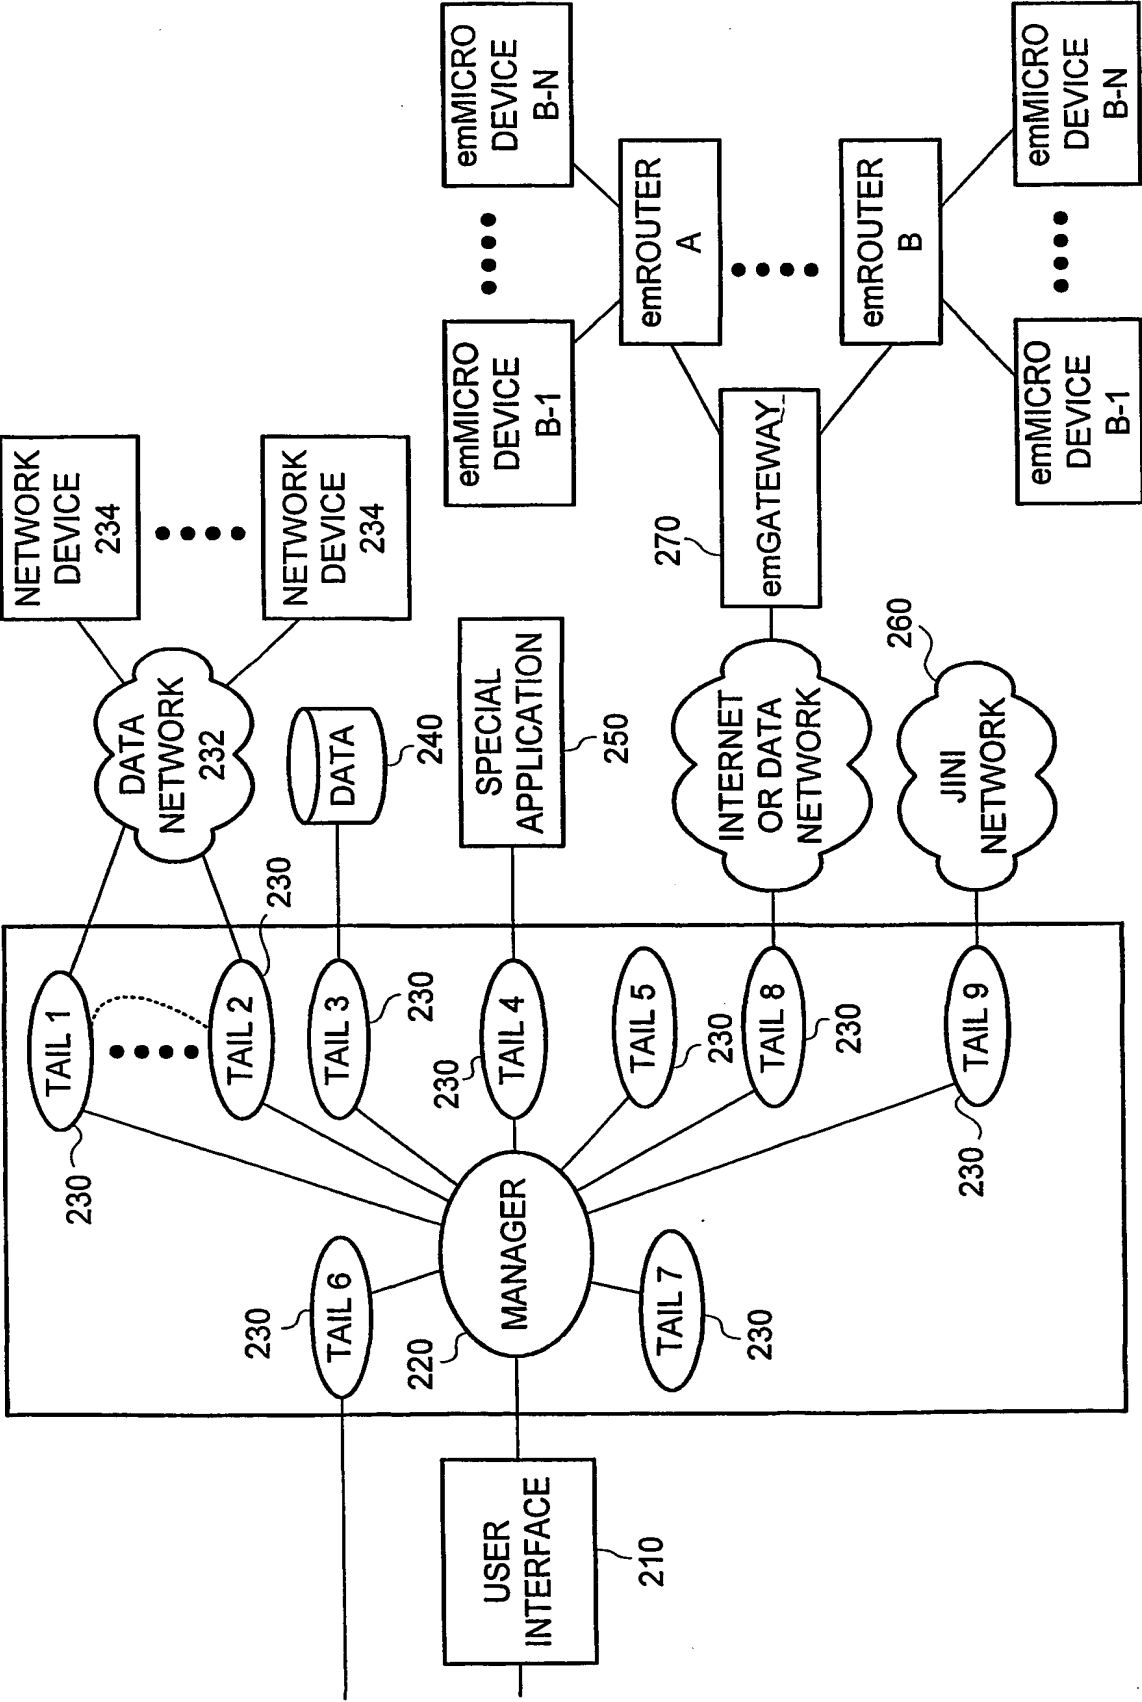 NETWORK
DEVICE
234
NETWORK
DEVICE
234
DATA
NETWORK
232
emMICRO
DEVICE
B-N
emMICRO
DEVICE
B-1
emROUTER
A
emROUTER
B
emMICRO
DEVICE
B-N
emMICRO
DEVICE
B-1
emGATEWAY
270
DATA
240
SPECIAL
APPLICATION
250
INTERNET
OR DATA
NETWORK
JINI
NETWORK
260
TAIL 1
230
TAIL 2
230
TAIL 3
230
TAIL 4
230
TAIL 5
230
TAIL 8
230
TAIL 9
230
TAIL 6
230
TAIL 7
230
MANAGER
220
USER
INTERFACE
210